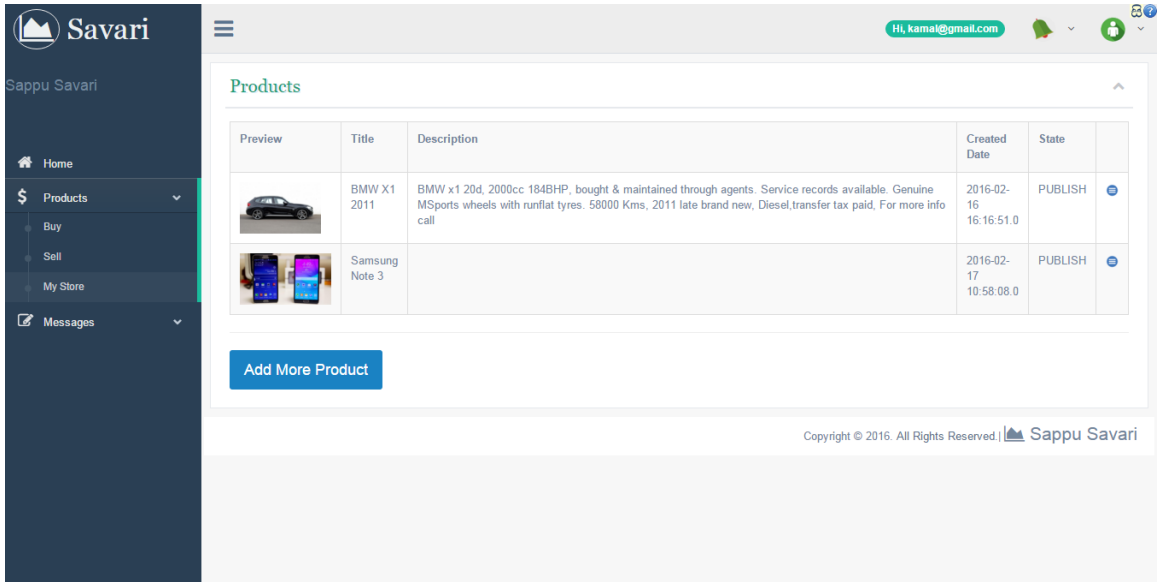 Savari
Hi, kamal@gmail.com
Sappu Savari
Home
Products
Buy
Sell
My Store
Messages
Products
Preview Title Description Created Date State
BMW X1 2011
BMW x1 20d, 2000cc 184BHP, bought & maintained through agents. Service records available. Genuine
MSports wheels with runflat tyres. 58000 Kms, 2011 late brand new, Diesel,transfer tax paid, For more info
call
2016-02-
16
16:16:51.0
PUBLISH
Samsung
Note 3
2016-02-
17
10:58:08.0
PUBLISH
Add More Product
Copyright © 2016. All Rights Reserved.| Sappu Savari